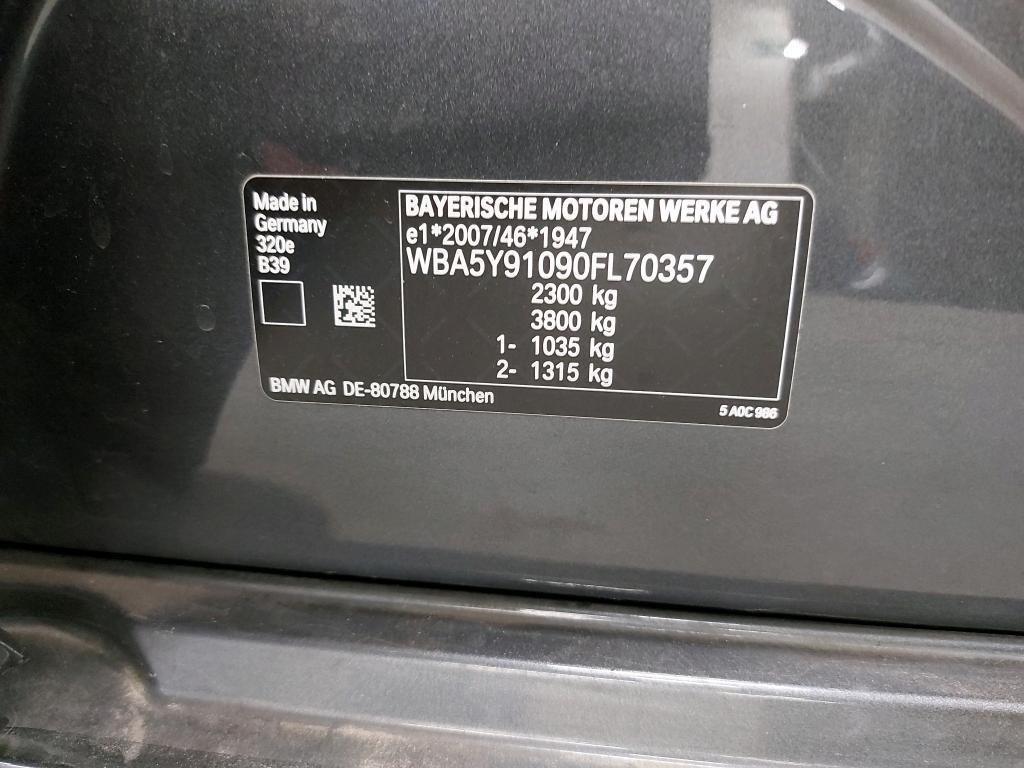 Made in
Germany
320e
B39
BAYERISCHE MOTOREN WERKE AG
e1*2007/46*1947
WBA5Y91090FL70357
2300 kg
3800 kg
1- 1035 kg
2- 1315 kg
BMW AG DE-80788 München
5 A0C 986